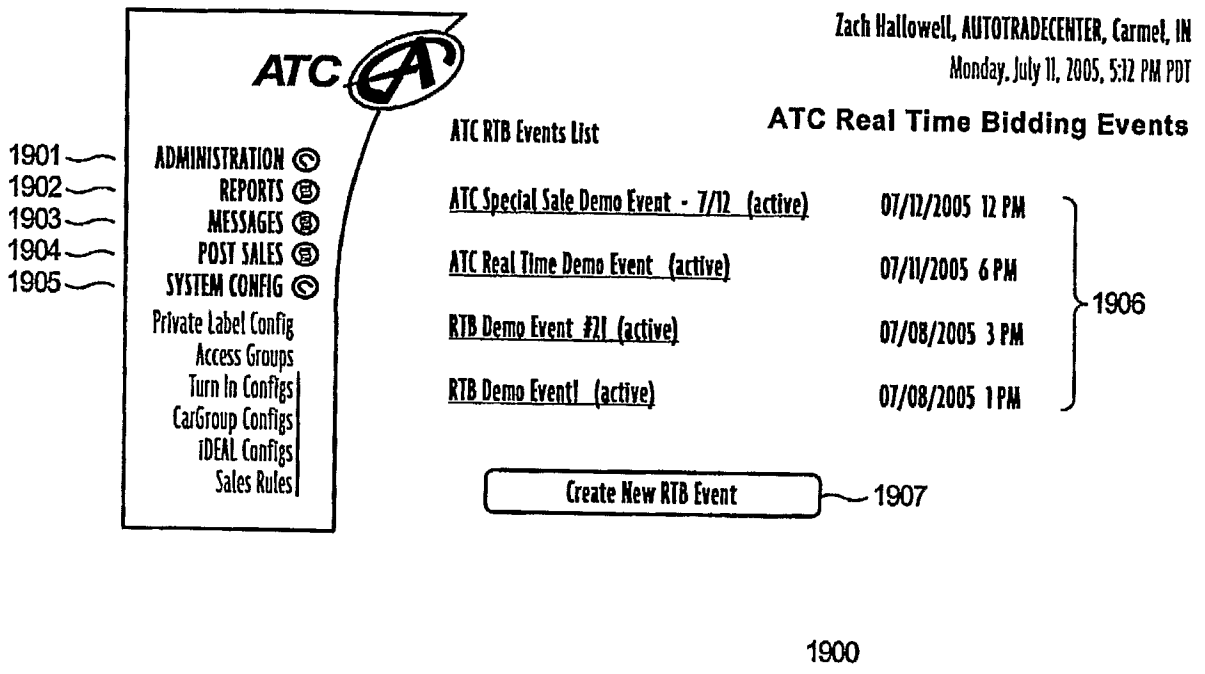 Zach Hallowell, AUTOTRADECENTER, Carmel, IN
Monday, July 11, 2005, 5:12 PM PDT
ATC
ATC Real Time Bidding Events
ATC RTB Events List
1901 ADMINISTRATION
1902 REPORTS
1903 MESSAGES
1904 POST SALES
1905 SYSTEM CONFIG
Private Label Config
Access Groups
Turn In Configs
CarGroup Configs
iDEAL Configs
Sales Rules
ATC Special Sale Demo Event - 7/12 (active) 07/12/2005 12 PM
ATC Real Time Demo Event (active) 07/11/2005 6 PM
1906
RTB Demo Event #2! (active) 07/08/2005 3 PM
RTB Demo Event! (active) 07/08/2005 1 PM
Create New RTB Event 1907
1900